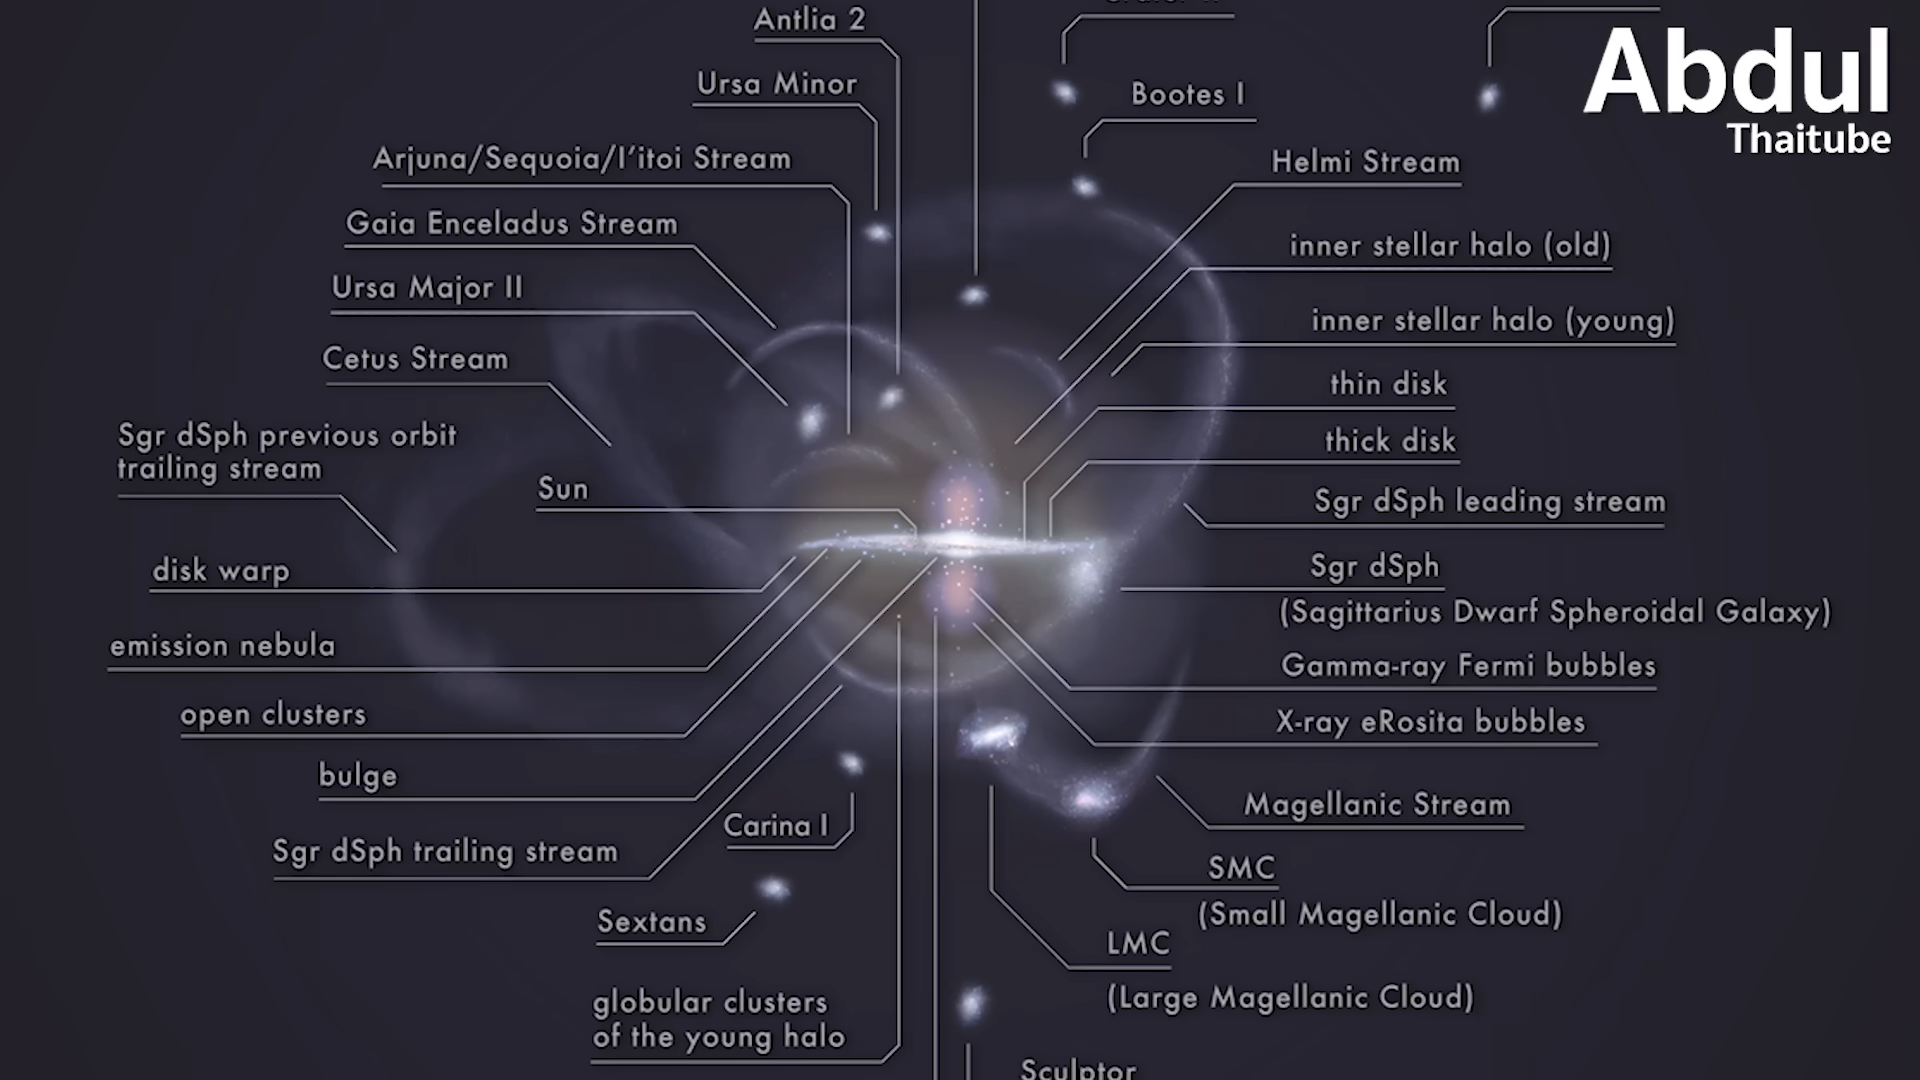 Antlia 2
Ursa Minor
Arjuna/Sequoia/I'itoi Stream
Gaia Enceladus Stream
Ursa Major II
Cetus Stream
Sgr dSph previous orbit
trailing stream
Sun
disk warp
emission nebula
open clusters
bulge
Sgr dSph trailing stream
Carina I
Sextans
globular clusters
of the young halo
Abdul
Thaitube
Bootes I
Helmi Stream
inner stellar halo (old)
inner stellar halo (young)
thin disk
thick disk
Sgr dSph leading stream
Sgr dSph
(Sagittarius Dwarf Spheroidal Galaxy)
Gamma-ray Fermi bubbles
X-ray eRosita bubbles
Magellanic Stream
SMC
(Small Magellanic Cloud)
LMC
(Large Magellanic Cloud)
Sculptor